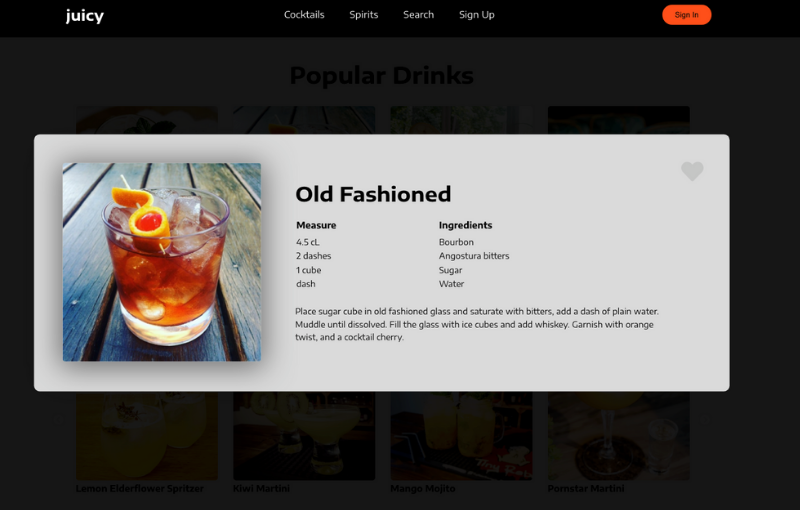 juicy
Cocktails Spirits Search Sign Up
Sign In
Popular Drinks
Old Fashioned
Measure Ingredients
4.5 cL Bourbon
2 dashes Angostura bitters
1 cube Sugar
dash Water
Place sugar cube in old fashioned glass and saturate with bitters, add a dash of plain water.
Muddle until dissolved. Fill the glass with ice cubes and add whiskey. Garnish with orange
twist, and a cocktail cherry.
Lemon Elderflower Spritzer Kiwi Martini Mango Mojito Pornstar Martini